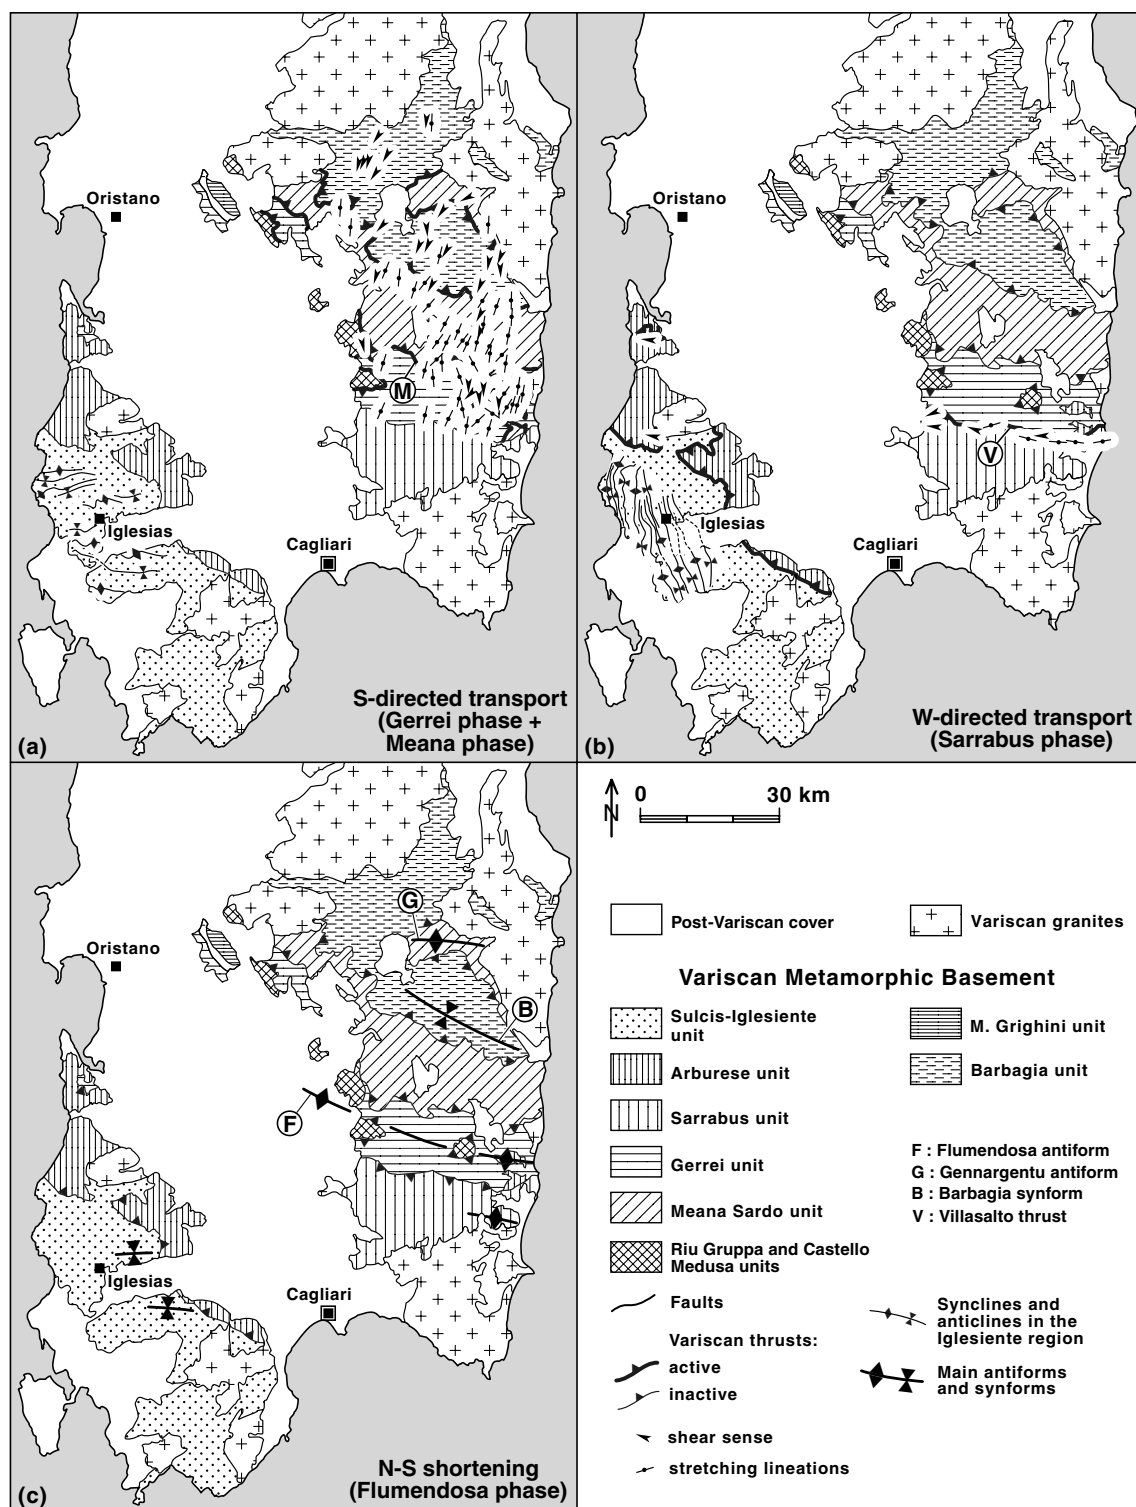 Oristano
M
Iglesias
Cagliari
S-directed transport
(Gerrei phase +
Meana phase)
(a)
Oristano
V
Iglesias
Cagliari
W-directed transport
(Sarrabus phase)
(b)
G
Oristano
B
F
Iglesias
Cagliari
N-S shortening
(Flumendosa phase)
(c)
N
0
30 km
Post-Variscan cover
Variscan granites
Variscan Metamorphic Basement
Sulcis-Iglesiente
unit
M. Grighini unit
Arburese unit
Barbagia unit
Sarrabus unit
Gerrei unit
Meana Sardo unit
Riu Gruppa and Castello
Medusa units
F : Flumendosa antiform
G : Gennargentu antiform
B : Barbagia synform
V : Villasalto thrust
Faults
Variscan thrusts:
active
inactive
shear sense
stretching lineations
Synclines and
anticlines in the
Iglesiente region
Main antiforms
and synforms